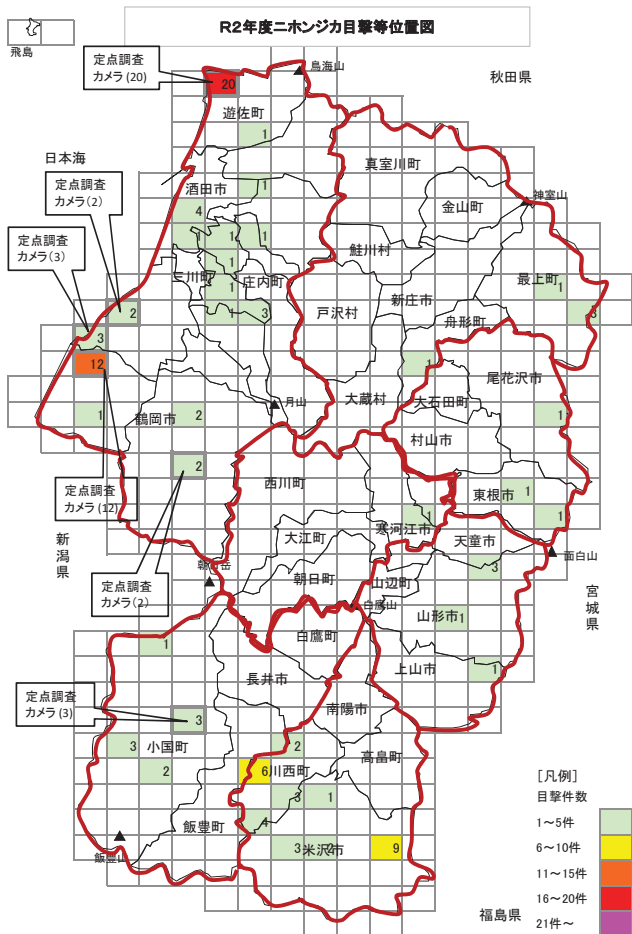 R2年度ニホンジカ目撃等位置図
飛島
定点調査
カメラ(20)
鳥海山
秋田県
20
遊佐町
1
日本海
真室川町
定点調査
カメラ(2)
酒田市
1
金山町
神室山
4
定点調査
カメラ(3)
1
1
1
鮭川村
三川町
1
庄内町
最上町
1
1
新庄市
2
1
3
戸沢村
舟形町
3
3
12
1
尾花沢市
大蔵村
大石田町
1
鶴岡市
2
月山
1
村山市
2
西川町
定点調査
カメラ(12)
東根市
1
1
寒河江市
1
新潟県
大江町
天童市
面白山
朝日岳
3
定点調査
カメラ(2)
朝日町
山辺町
宮城県
白鷹山
山形市
1
白鷹町
1
長井市
上山市
1
定点調査
カメラ(3)
南陽市
3
3
小国町
2
高畠町
2
6
川西町
3
1
[凡例]
目撃件数
1～5件
飯豊町
4
6～10件
飯豊山
3
2
米沢市
9
11～15件
16～20件
福島県
21件～